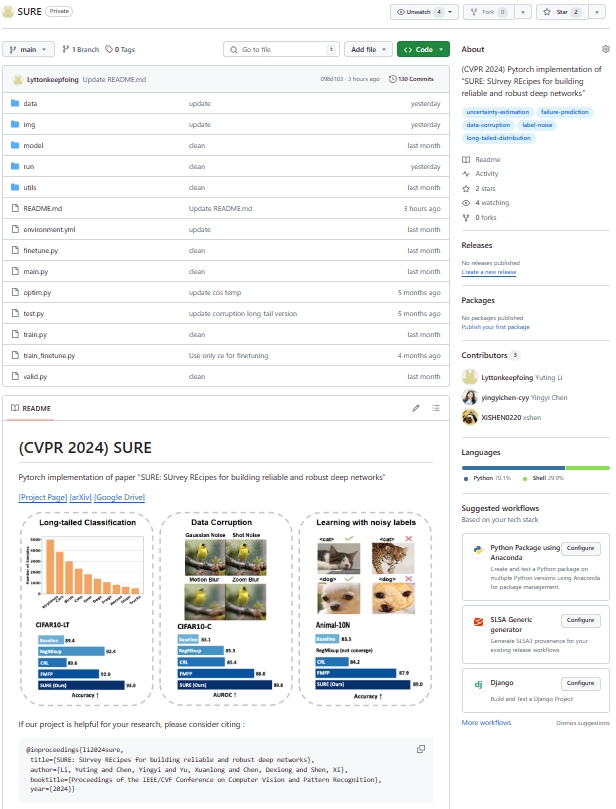 SURE Private
Unwatch 4 Fork 0 Star 2
main 1 Branch 0 Tags Go to file t Add file Code
Lyttonkeepfoing Update README.md 098d103 · 3 hours ago 130 Commits
data update yesterday
img update yesterday
model clean last month
run clean yesterday
utils clean last month
README.md Update README.md 3 hours ago
environment.yml update last month
finetune.py clean last month
main.py clean last month
optim.py update cos temp 5 months ago
test.py update corruption long-tail version 5 months ago
train.py clean last month
train_finetune.py Use only ce for finetuning 4 months ago
valid.py clean last month
README
(CVPR 2024) SURE
Pytorch implementation of paper "SURE: SUrvey REcipes for building reliable and robust deep networks"
[Project Page] [arXiv] [Google Drive]
Long-tailed Classification
Number of Samples
5000
4000
3000
2000
1000
0
CIFAR10-LT
Baseline 89.4
RegMixup 92.4
CRL 89.6
FMFP 92.0
SURE (Ours) 93.9
Accuracy ↑
Data Corruption
Gaussian Noise Shot Noise
Motion Blur Zoom Blur
CIFAR10-C
Baseline 83.1
RegMixup 85.3
CRL 85.4
FMFP 88.0
SURE (Ours) 89.6
AUROC ↑
Learning with noisy labels
<cat> ✓ <cat> ✗
<dog> ✓ <dog> ✗
Animal-10N
Baseline 83.5
RegMixup (not converge)
CRL 84.2
FMFP 87.9
SURE (Ours) 89.0
Accuracy ↑
If our project is helpful for your research, please consider citing :
@inproceedings{li2024sure,
title={SURE: SUrvey REcipes for building reliable and robust deep networks},
author={Li, Yuting and Chen, Yingyi and Yu, Xuanlong and Chen, Dexiong and Shen, Xi},
booktitle={Proceedings of the IEEE/CVF Conference on Computer Vision and Pattern Recognition},
year={2024}}
About
(CVPR 2024) Pytorch implementation of
"SURE: SUrvey REcipes for building
reliable and robust deep networks"
uncertainty-estimation failure-prediction
data-corruption label-noise
long-tailed-distribution
Readme
Activity
2 stars
4 watching
0 forks
Releases
No releases published
Create a new release
Packages
No packages published
Publish your first package
Contributors 3
Lyttonkeepfoing Yuting Li
yingyichen-cyy Yingyi Chen
XiSHEN0220 xshen
Languages
Python 70.1% Shell 29.9%
Suggested workflows
Based on your tech stack
Python Package using Configure
Anaconda
Create and test a Python package on
multiple Python versions using Anaconda
for package management.
SLSA Generic Configure
generator
Generate SLSA3 provenance for your
existing release workflows
dj Django Configure
Build and Test a Django Project
More workflows Dismiss suggestions